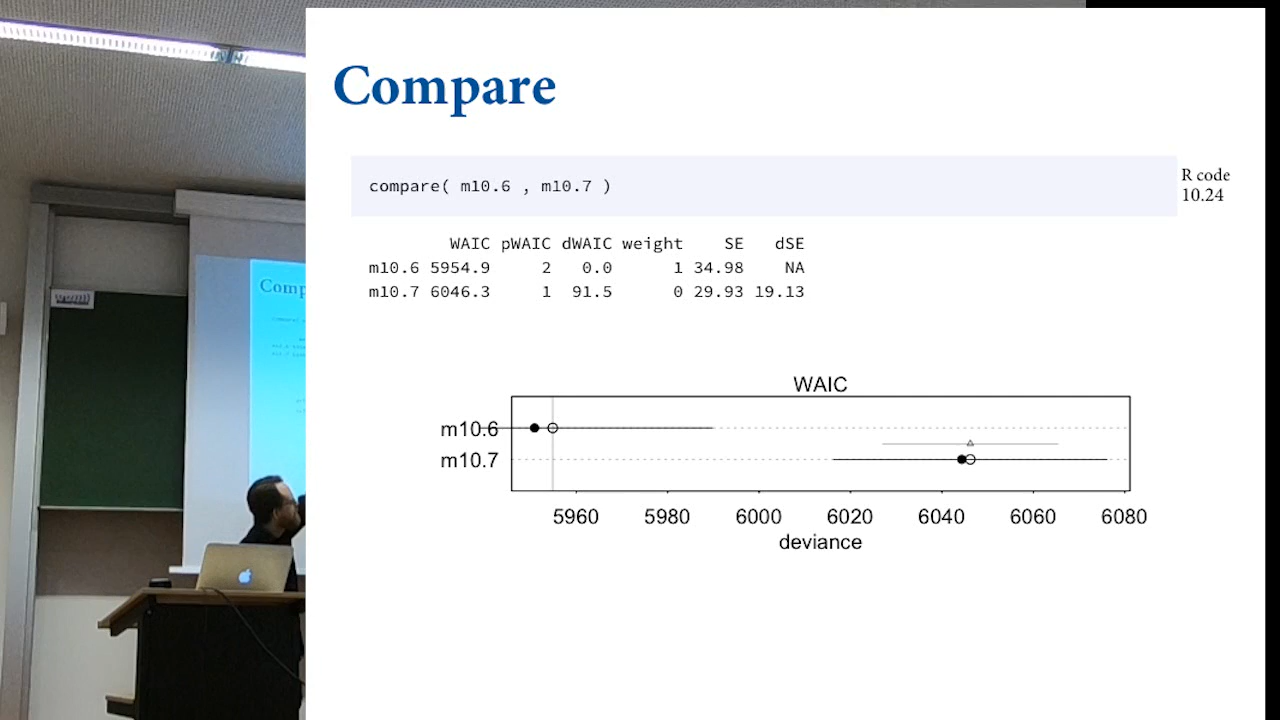 Compare
compare( m10.6 , m10.7 )
R code
10.24
WAIC pWAIC dWAIC weight SE dSE
m10.6 5954.9 2 0.0 1 34.98 NA
m10.7 6046.3 1 91.5 0 29.93 19.13
WAIC
m10.6
m10.7
5960 5980 6000 6020 6040 6060 6080
deviance
Comp